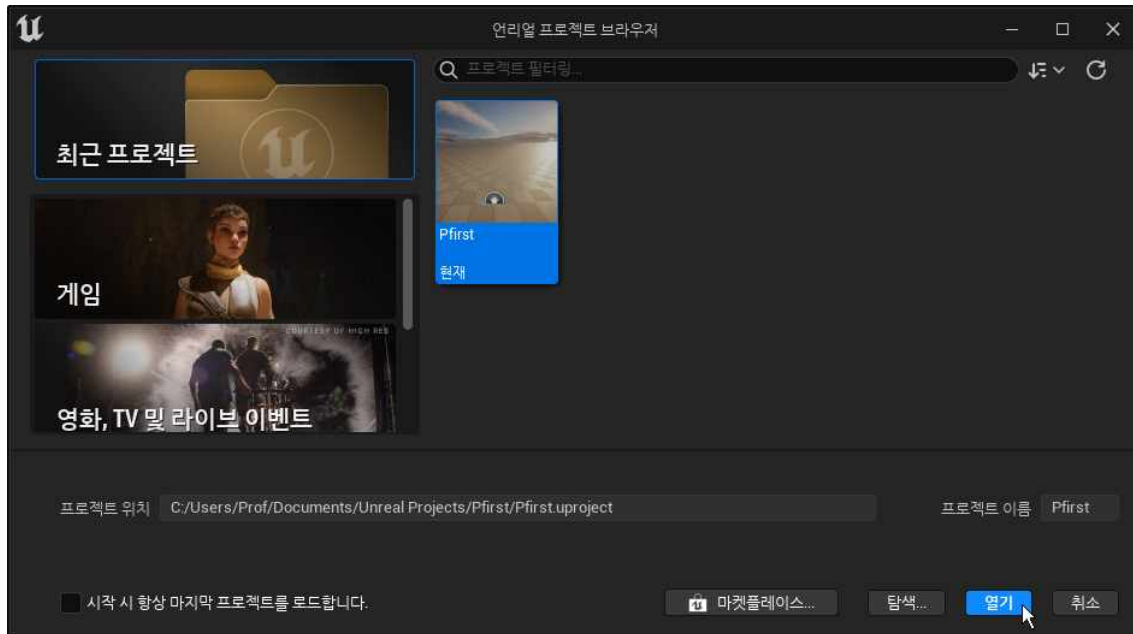 언리얼 프로젝트 브라우저
최근 프로젝트
게임
COURTESY OF HIGH RES
영화, TV 및 라이브 이벤트
프로젝트 필터링...
Pfirst
현재
프로젝트 위치 C:/Users/Prof/Documents/Unreal Projects/Pfirst/Pfirst.uproject 프로젝트 이름 Pfirst
시작 시 항상 마지막 프로젝트를 로드합니다. 마켓플레이스... 탐색... 열기 취소